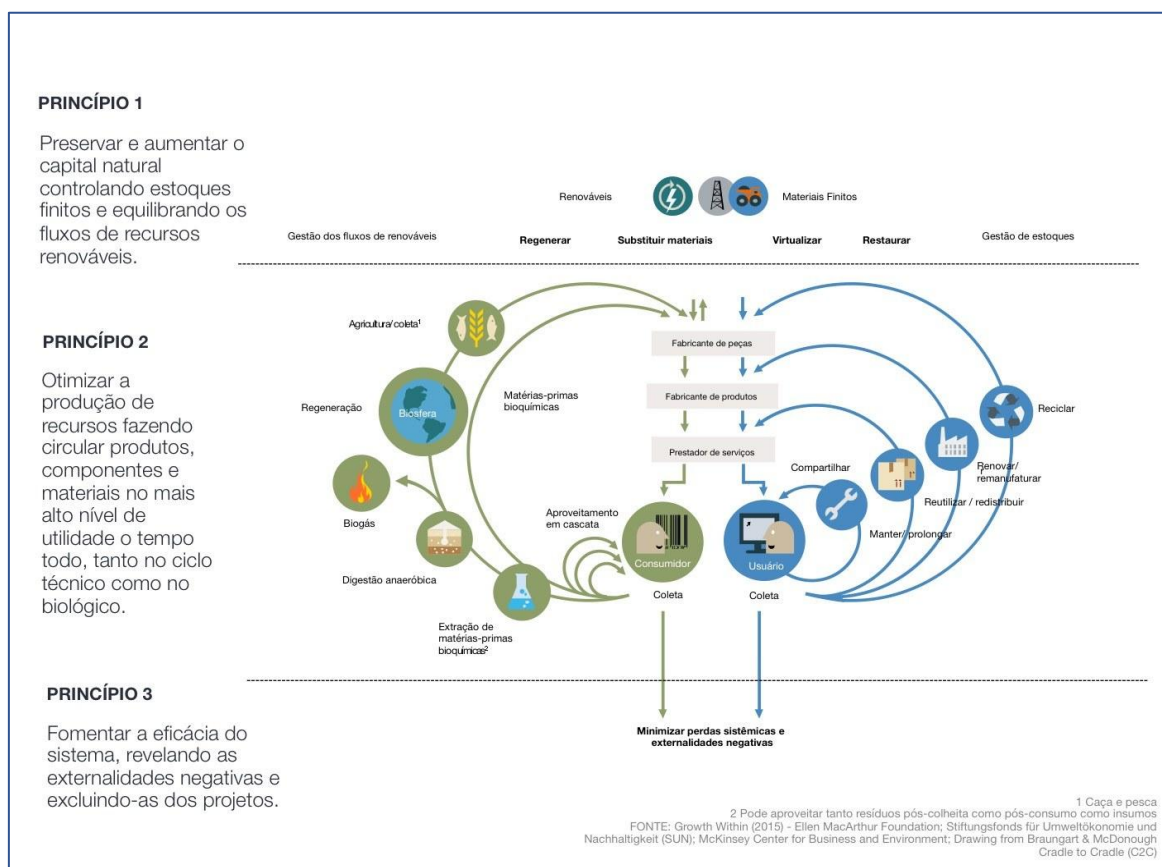 PRINCÍPIO 1
Preservar e aumentar o
capital natural
controlando estoques
finitos e equilibrando os
fluxos de recursos
renováveis.
Renováveis
Materiais Finitos
Gestão dos fluxos de renováveis
Regenerar
Substituir materiais
Virtualizar
Restaurar
Gestão de estoques
PRINCÍPIO 2
Otimizar a
produção de
recursos fazendo
circular produtos,
componentes e
materiais no mais
alto nível de
utilidade o tempo
todo, tanto no ciclo
técnico como no
biológico.
Agricultura/coleta¹
Regeneração
Biosfera
Matérias-primas
bioquímicas
Biogás
Digestão anaeróbica
Extração de
matérias-primas
bioquímicas²
Aproveitamento
em cascata
Fabricante de peças
Fabricante de produtos
Prestador de serviços
Consumidor
Coleta
Usuário
Coleta
Compartilhar
Manter/ prolongar
Reutilizar / redistribuir
Renovar/
remanufaturar
Reciclar
PRINCÍPIO 3
Fomentar a eficácia do
sistema, revelando as
externalidades negativas e
excluindo-as dos projetos.
Minimizar perdas sistêmicas e
externalidades negativas
1 Caça e pesca
2 Pode aproveitar tanto resíduos pós-colheita como pós-consumo como insumos
FONTE: Growth Within (2015) - Ellen MacArthur Foundation; Stiftungsfonds für Umweltökonomie und
Nachhaltigkeit (SUN); McKinsey Center for Business and Environment; Drawing from Braungart & McDonough
Cradle to Cradle (C2C)